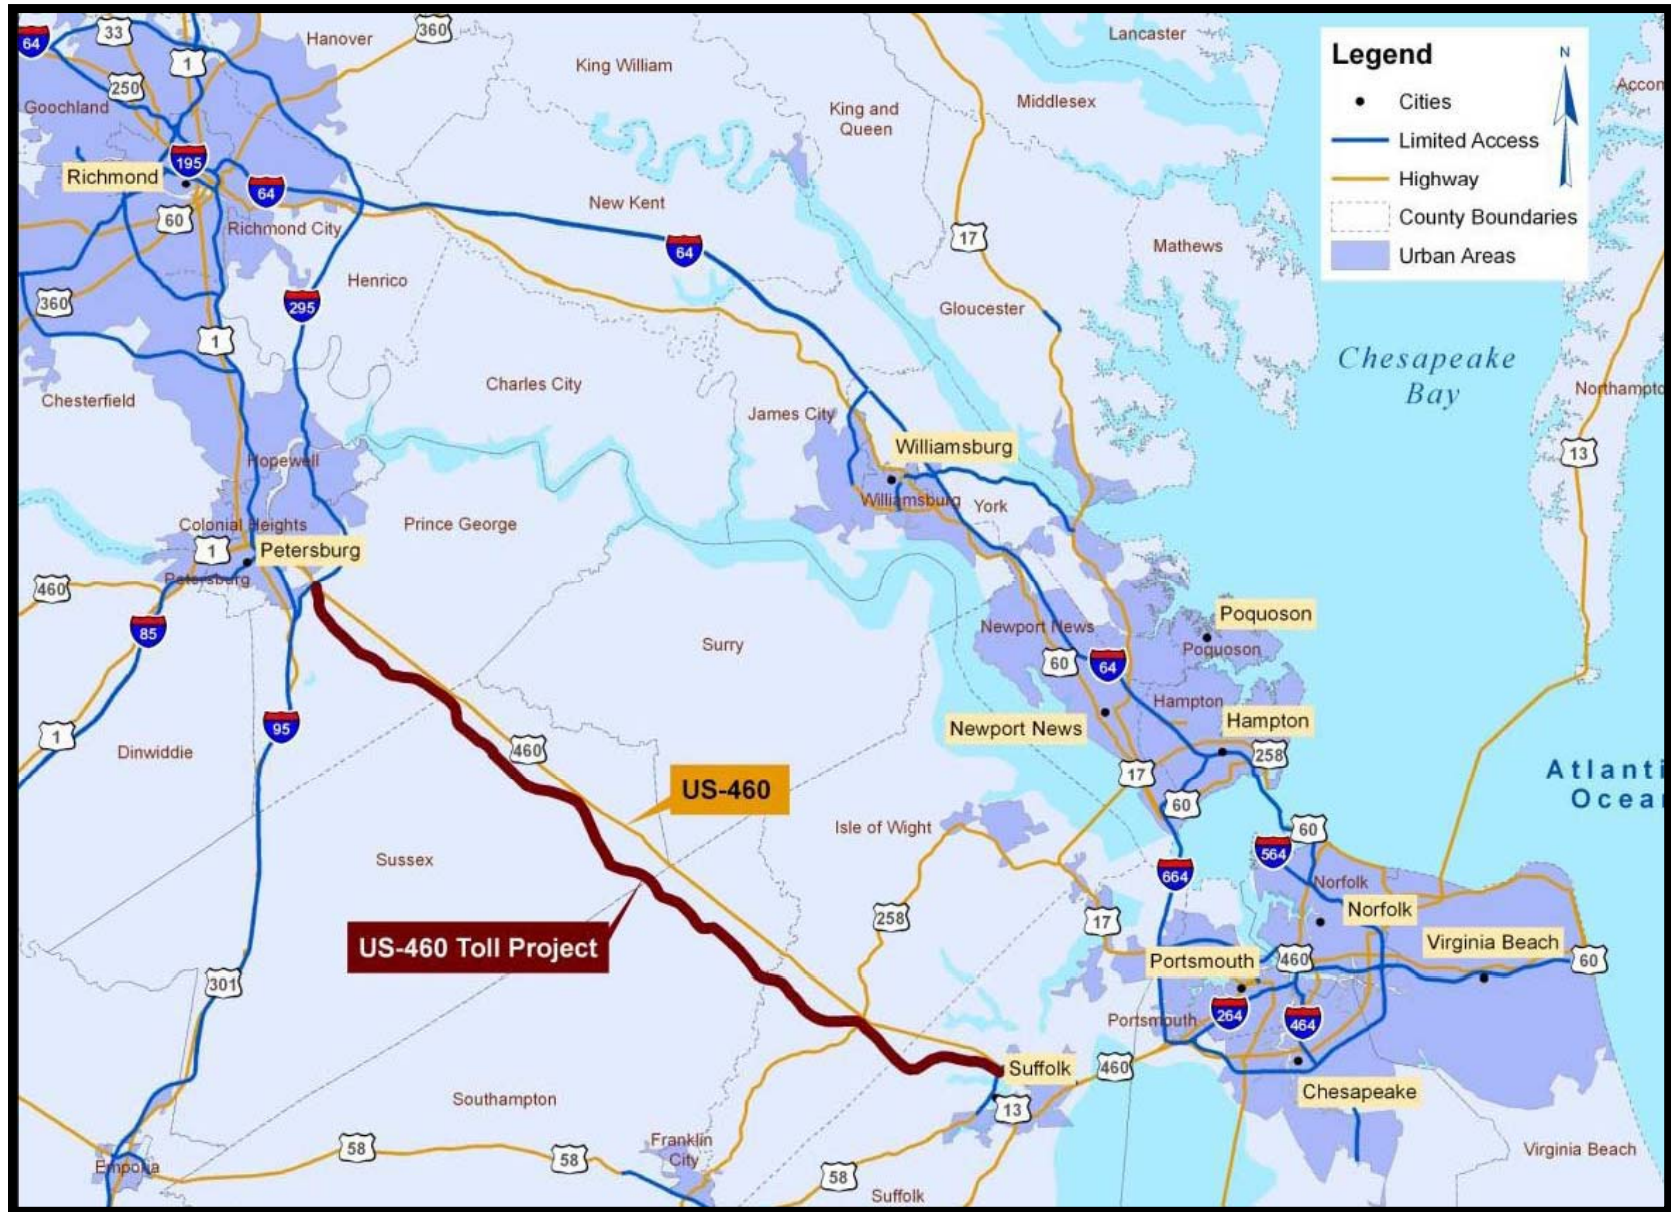 64
33
Hanover
360
1
250
Goochland
King William
King and
Queen
Lancaster
Middlesex
Legend
N
Cities
Limited Access
Highway
County Boundaries
Urban Areas
Accom
195
Richmond
64
60
Richmond City
New Kent
64
17
Mathews
Henrico
360
295
1
Gloucester
Chesapeake
Bay
Chesterfield
Charles City
James City
Northampto
13
Williamsburg
Hopewell
Williamsburg
York
Colonial Heights
Prince George
1
Petersburg
Petersburg
460
85
Surry
Newport News
Poquoson
Poquoson
60
64
Hampton
Hampton
Newport News
95
1
Dinwiddie
460
258
17
60
US-460
Atlanti
Ocea
Isle of Wight
60
564
Sussex
664
Norfolk
Norfolk
258
17
US-460 Toll Project
Virginia Beach
Portsmouth
460
60
301
264
464
Portsmouth
Suffolk
460
Chesapeake
13
Southampton
58
58
Franklin
City
58
Suffolk
Emporia
Virginia Beach